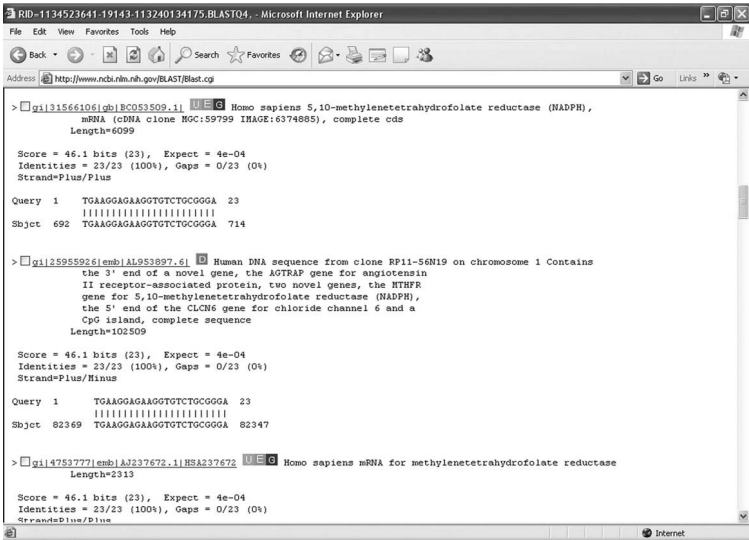 RID=1134523641-19143-113240134175.BLASTQ4, - Microsoft Internet Explorer
File Edit View Favorites Tools Help
Back Search Favorites
Address http://www.ncbi.nlm.nih.gov/BLAST/Blast.cgi Go Links »
> gi|31566106|gb|BC053509.1| U E G Homo sapiens 5,10-methylenetetrahydrofolate reductase (NADPH),
mRNA (cDNA clone MGC:59799 IMAGE:6374885), complete cds
Length=6099
Score = 46.1 bits (23), Expect = 4e-04
Identities = 23/23 (100%), Gaps = 0/23 (0%)
Strand=Plus/Plus
Query 1 TGAAGGAGAAGGTGTCTGCGGGA 23
|||||||||||||||||||||||
Sbjct 692 TGAAGGAGAAGGTGTCTGCGGGA 714
> gi|25955926|emb|AL953897.6| D Human DNA sequence from clone RP11-56N19 on chromosome 1 Contains
the 3' end of a novel gene, the AGTRAP gene for angiotensin
II receptor-associated protein, two novel genes, the MTHFR
gene for 5,10-methylenetetrahydrofolate reductase (NADPH),
the 5' end of the CLCN6 gene for chloride channel 6 and a
CpG island, complete sequence
Length=102509
Score = 46.1 bits (23), Expect = 4e-04
Identities = 23/23 (100%), Gaps = 0/23 (0%)
Strand=Plus/Minus
Query 1 TGAAGGAGAAGGTGTCTGCGGGA 23
|||||||||||||||||||||||
Sbjct 82369 TGAAGGAGAAGGTGTCTGCGGGA 82347
> gi|4753777|emb|AJ237672.1|HSA237672 U E G Homo sapiens mRNA for methylenetetrahydrofolate reductase
Length=2313
Score = 46.1 bits (23), Expect = 4e-04
Identities = 23/23 (100%), Gaps = 0/23 (0%)
Strand=Plus/Plus
Internet